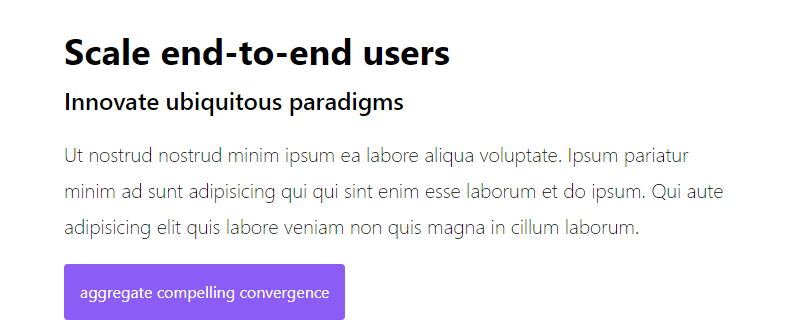 Scale end-to-end users
Innovate ubiquitous paradigms
Ut nostrud nostrud minim ipsum ea labore aliqua voluptate. Ipsum pariatur
minim ad sunt adipisicing qui qui sint enim esse laborum et do ipsum. Qui aute
adipisicing elit quis labore veniam non quis magna in cillum laborum.
aggregate compelling convergence